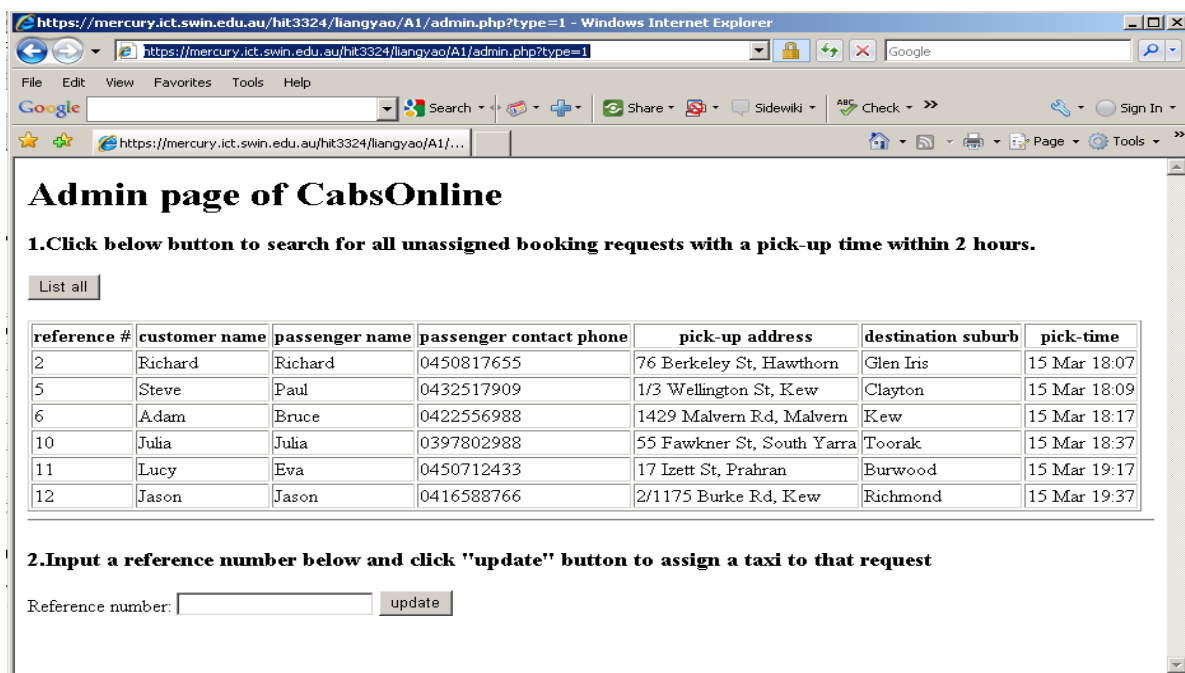 https://mercury.ict.swin.edu.au/hit3324/liangyao/A1/admin.php?type=1 - Windows Internet Explorer
https://mercury.ict.swin.edu.au/hit3324/liangyao/A1/admin.php?type=1 Google
File Edit View Favorites Tools Help
Google Search Share Sidewiki ABC Check Sign In
https://mercury.ict.swin.edu.au/hit3324/liangyao/A1/... Page Tools
Admin page of CabsOnline
1.Click below button to search for all unassigned booking requests with a pick-up time within 2 hours.
List all
reference # customer name passenger name passenger contact phone pick-up address destination suburb pick-time
2 Richard Richard 0450817655 76 Berkeley St, Hawthorn Glen Iris 15 Mar 18:07
5 Steve Paul 0432517909 1/3 Wellington St, Kew Clayton 15 Mar 18:09
6 Adam Bruce 0422556988 1429 Malvern Rd, Malvern Kew 15 Mar 18:17
10 Julia Julia 0397802988 55 Fawkner St, South Yarra Toorak 15 Mar 18:37
11 Lucy Eva 0450712433 17 Izett St, Prahran Burwood 15 Mar 19:17
12 Jason Jason 0416588766 2/1175 Burke Rd, Kew Richmond 15 Mar 19:37
2.Input a reference number below and click "update" button to assign a taxi to that request
Reference number: update